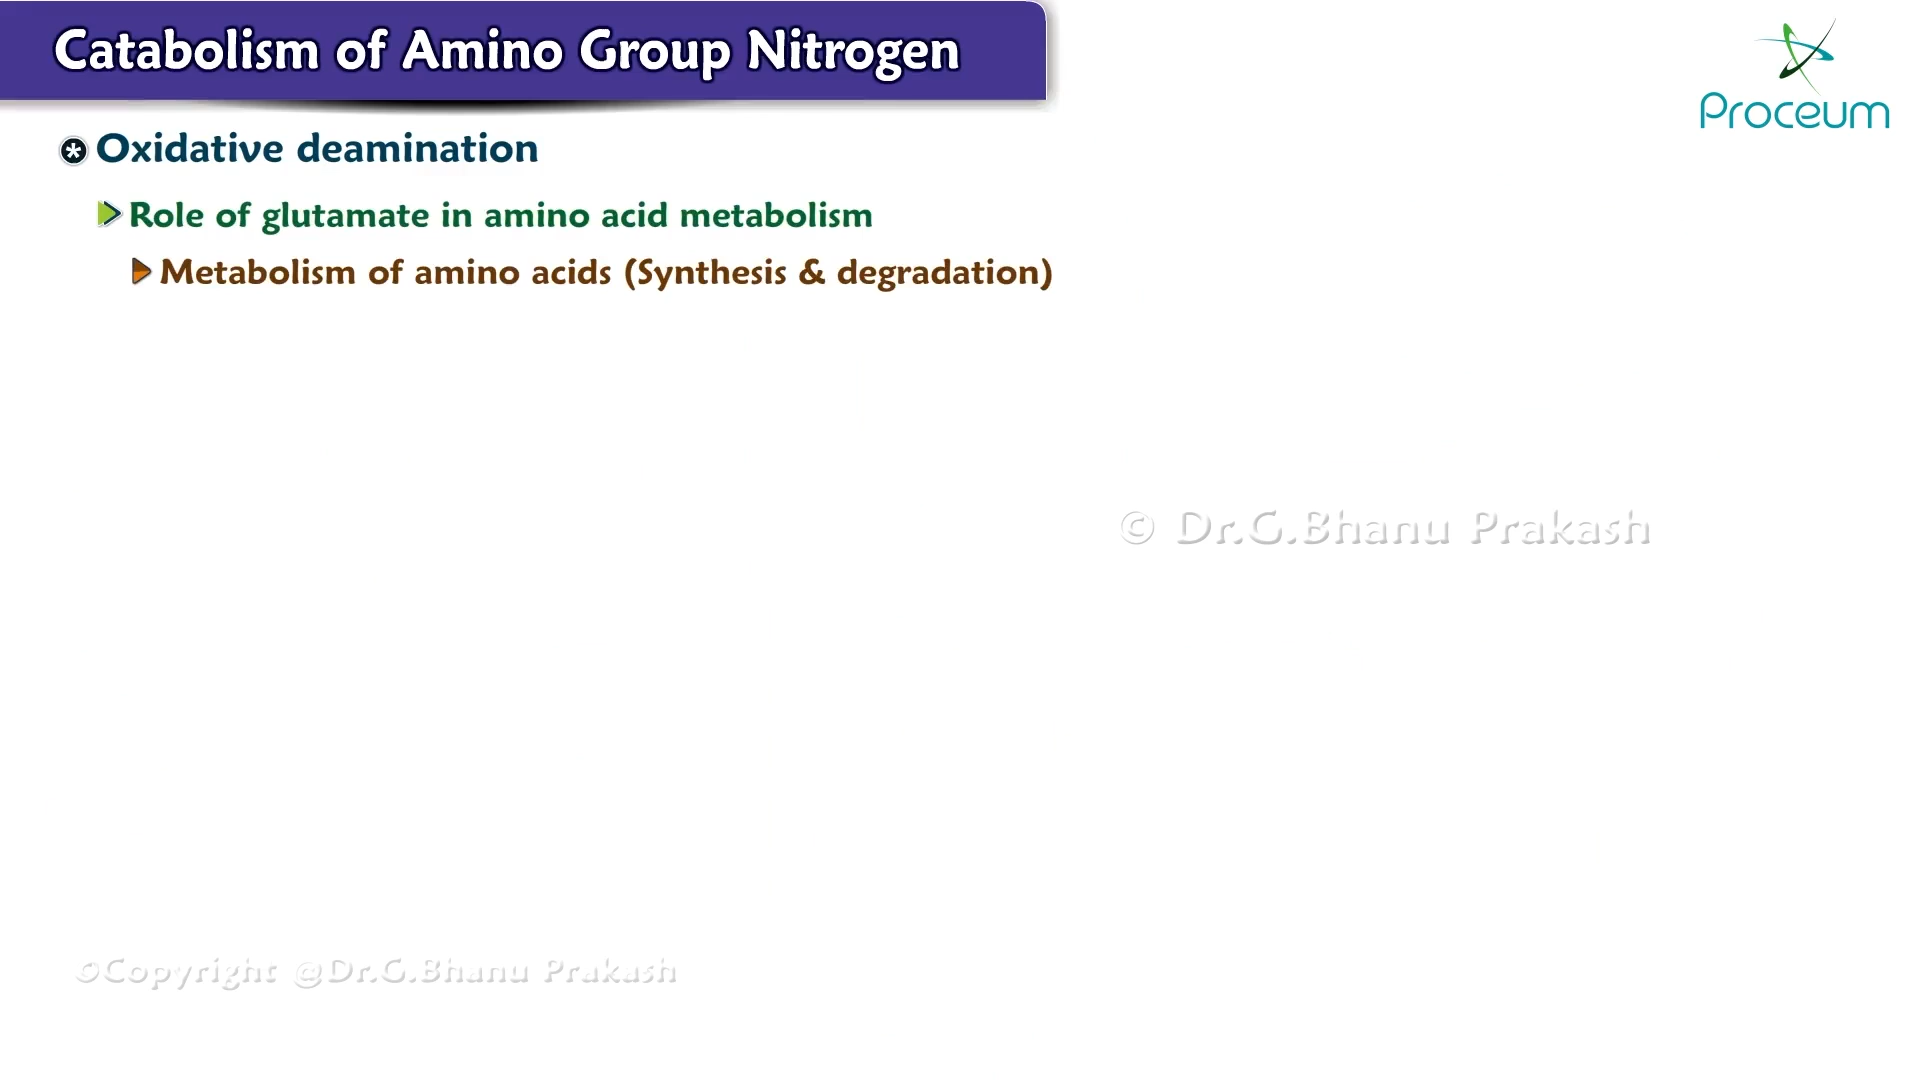 Catabolism of Amino Group Nitrogen
Proceum
Oxidative deamination
Role of glutamate in amino acid metabolism
Metabolism of amino acids (Synthesis & degradation)
© Dr.G.Bhanu Prakash
©Copyright @Dr.G.Bhanu Prakash